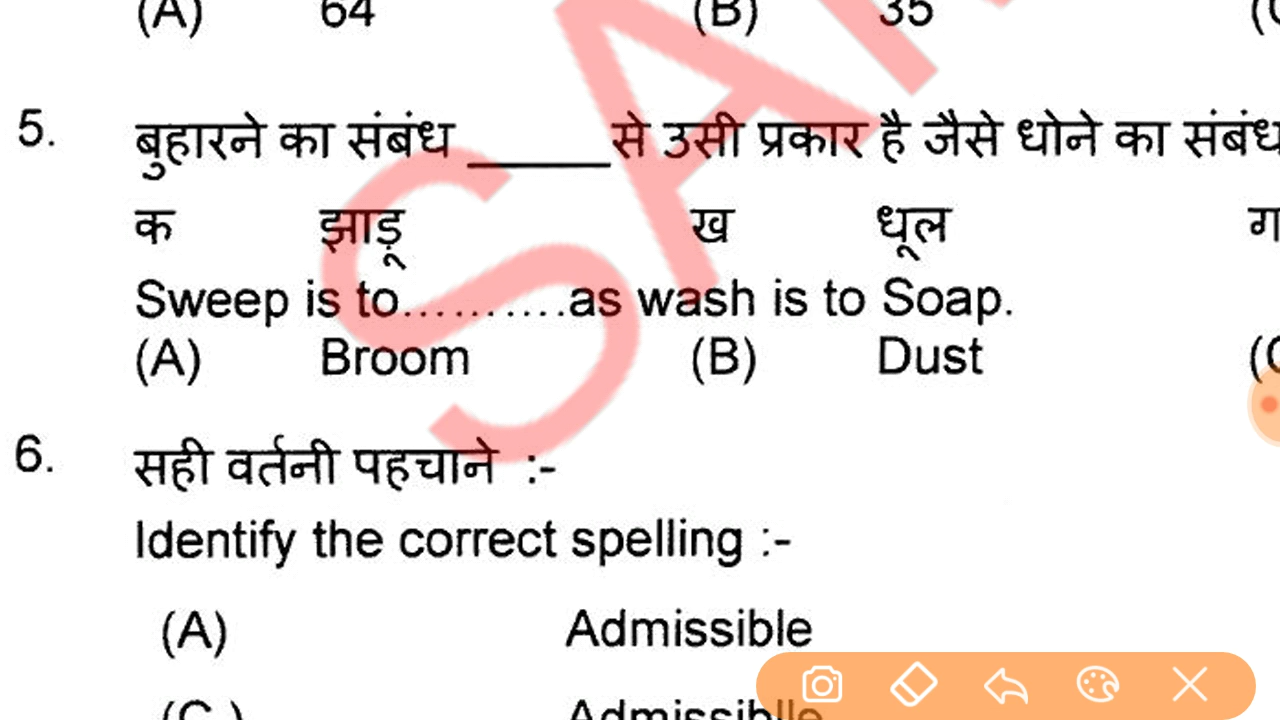 (A) 64 (B) 35
5. बुहारने का संबंध ______ से उसी प्रकार है जैसे धोने का संबंध
क झाड़ू ख धूल ग
Sweep is to..........as wash is to Soap.
(A) Broom (B) Dust
6. सही वर्तनी पहचाने :-
Identify the correct spelling :-
(A) Admissible
(C )